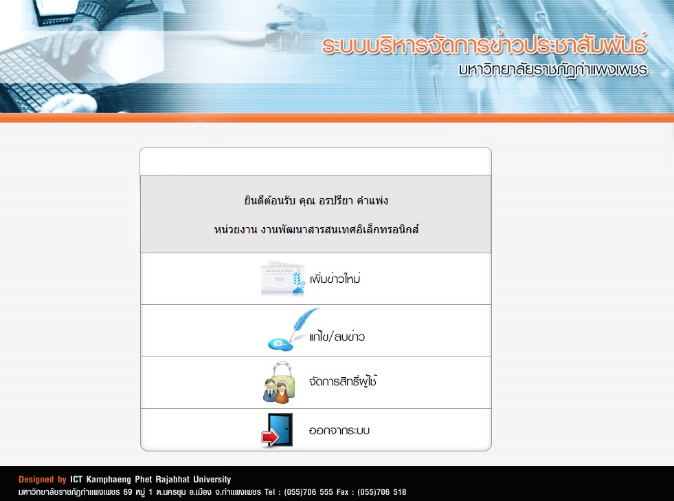 ระบบบริหารจัดการข่าวประชาสัมพันธ์
มหาวิทยาลัยราชภัฏกำแพงเพชร
ยินดีต้อนรับ คุณ อรปรียา คำแพ่ง
หน่วยงาน งานพัฒนาสารสนเทศอิเล็กทรอนิกส์
เพิ่มข่าวใหม่
แก้ไข/ลบข่าว
จัดการสิทธิ์ผู้ใช้
ออกจากระบบ
Designed by ICT Kamphaeng Phet Rajabhat University
มหาวิทยาลัยราชภัฏกำแพงเพชร 69 หมู่ 1 ต.นครชุม อ.เมือง จ.กำแพงเพชร Tel : (055)706 555 Fax : (055)706 518